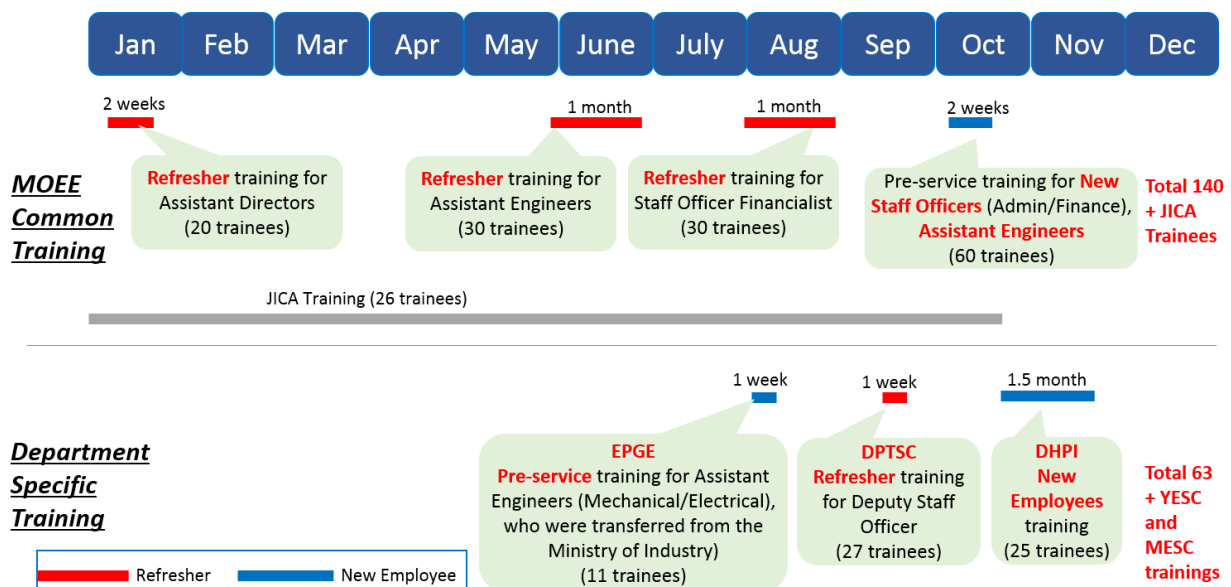 Jan Feb Mar Apr May June July Aug Sep Oct Nov Dec
2 weeks
1 month
1 month
2 weeks
MOEE
Common
Training
Refresher training for
Assistant Directors
(20 trainees)
Refresher training for
Assistant Engineers
(30 trainees)
Refresher training for
Staff Officer Financialist
(30 trainees)
Pre-service training for New
Staff Officers (Admin/Finance),
Assistant Engineers
(60 trainees)
Total 140
+ JICA
Trainees
JICA Training (26 trainees)
1 week
1 week
1.5 month
Department
Specific
Training
EPGE
Pre-service training for Assistant
Engineers (Mechanical/Electrical),
who were transferred from the
Ministry of Industry)
(11 trainees)
DPTSC
Refresher training
for Deputy Staff
Officer
(27 trainees)
DHPI
New
Employees
training
(25 trainees)
Total 63
+ YESC
and
MESC
trainings
Refresher
New Employee